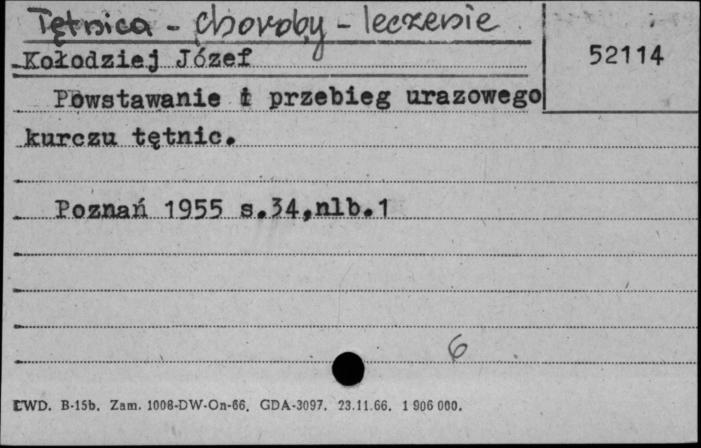 Tętnica - choroby - leczenie
Kołodziej Józef
52114
Powstawanie i przebieg urazowego
kurczu tętnic.
Poznań 1955 s.34,nlb.1
6
CWD. B-15b. Zam. 1008-DW-On-66. GDA-3097. 23.11.66. 1 906 000.